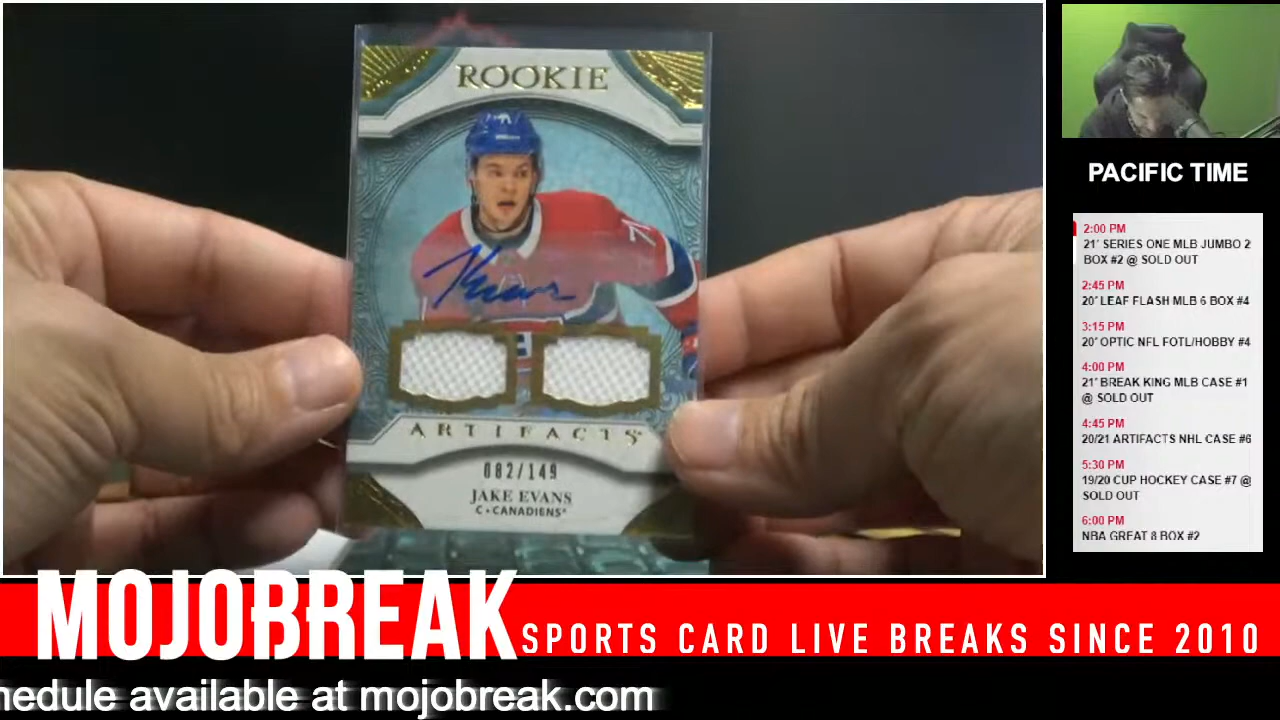 ROOKIE
71
ARTIFACTS
082/149
JAKE EVANS
C • CANADIENS
PACIFIC TIME
2:00 PM
21' SERIES ONE MLB JUMBO 2
BOX #2 @ SOLD OUT
2:45 PM
20' LEAF FLASH MLB 6 BOX #4
3:15 PM
20' OPTIC NFL FOTL/HOBBY #4
4:00 PM
21' BREAK KING MLB CASE #1
@ SOLD OUT
4:45 PM
20/21 ARTIFACTS NHL CASE #6
5:30 PM
19/20 CUP HOCKEY CASE #7 @
SOLD OUT
6:00 PM
NBA GREAT 8 BOX #2
MOJOBREAK
SPORTS CARD LIVE BREAKS SINCE 2010
hedule available at mojobreak.com